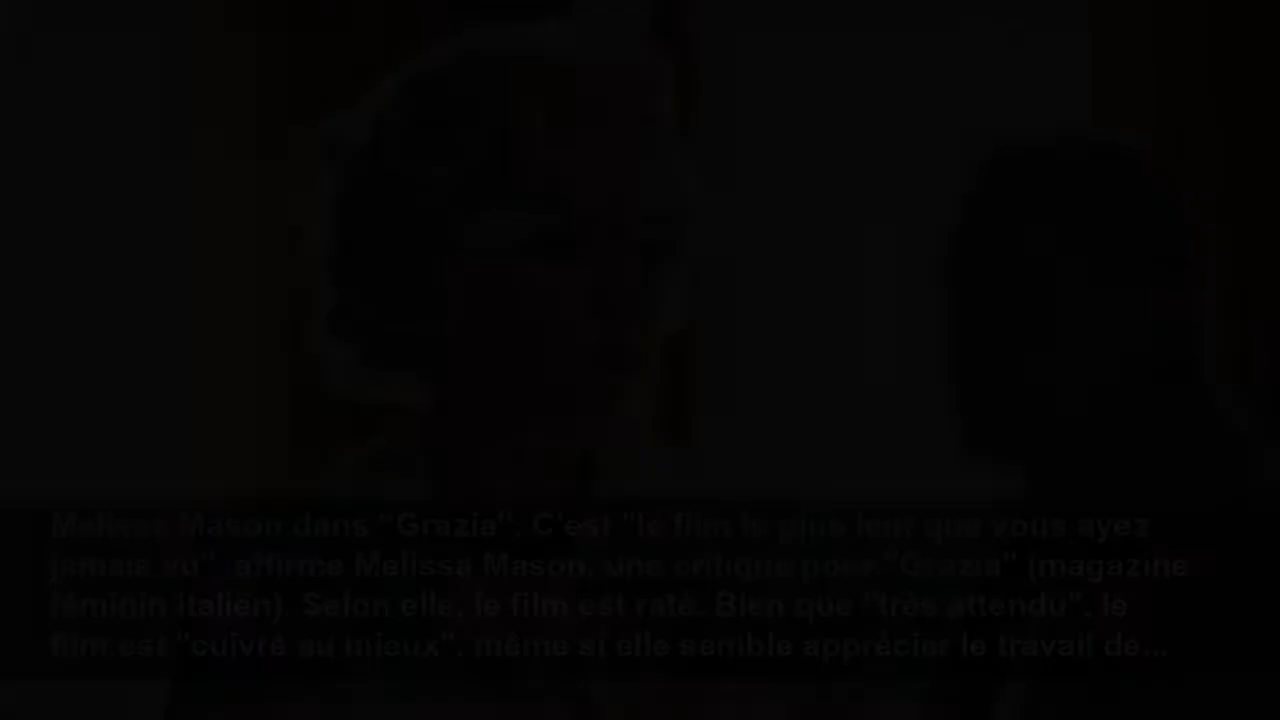 Melissa Mason dans "Grazia". C'est "le film le plus lent que vous ayez
jamais vu", affirme Melissa Mason, une critique pour "Grazia" (magazine
féminin italien). Selon elle, le film est raté. Bien que "très attendu", le
film est "cuivré au mieux", même si elle semble apprécier le travail de...